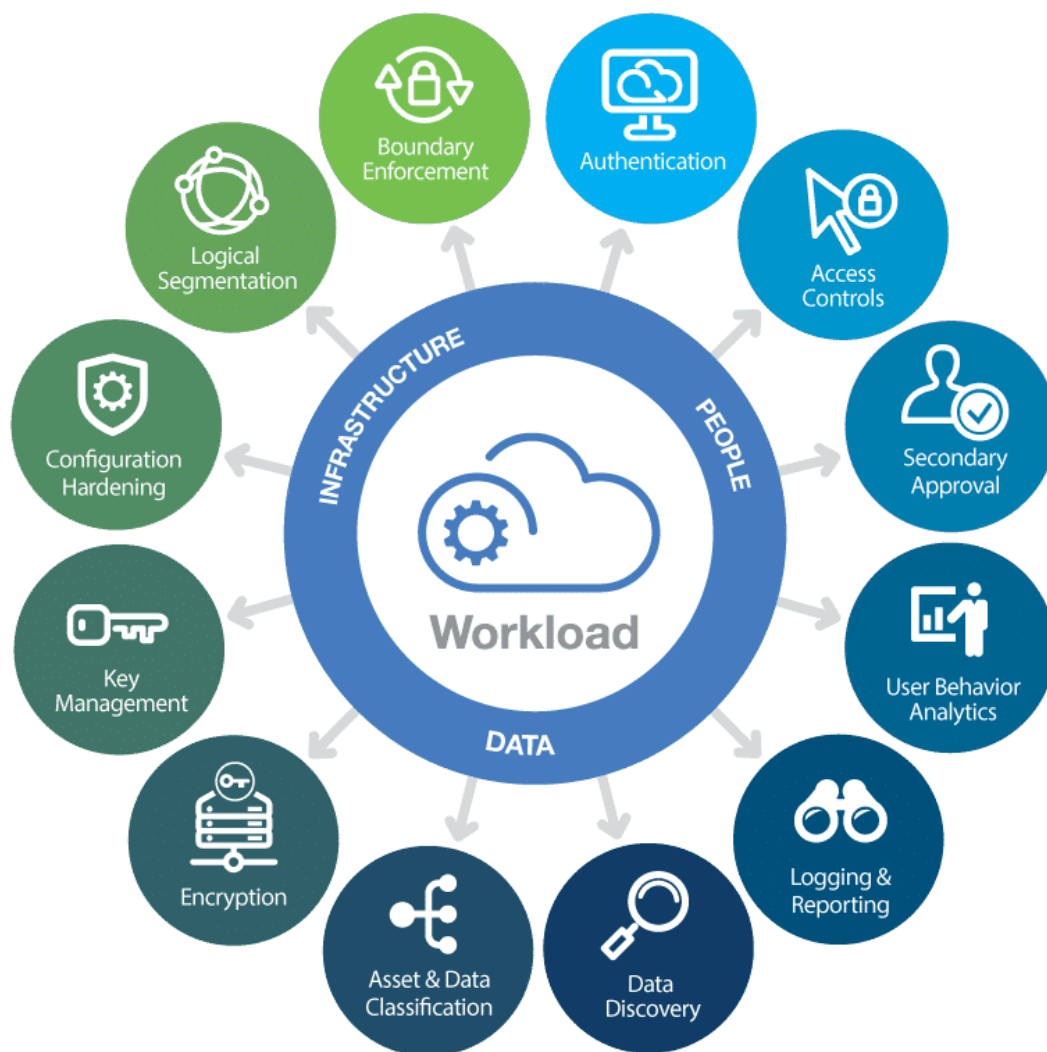 Boundary
Enforcement
Authentication
Access
Controls
Secondary
Approval
User Behavior
Analytics
Logging &
Reporting
Data
Discovery
Asset & Data
Classification
Encryption
Key
Management
Configuration
Hardening
Logical
Segmentation
INFRASTRUCTURE
PEOPLE
DATA
Workload